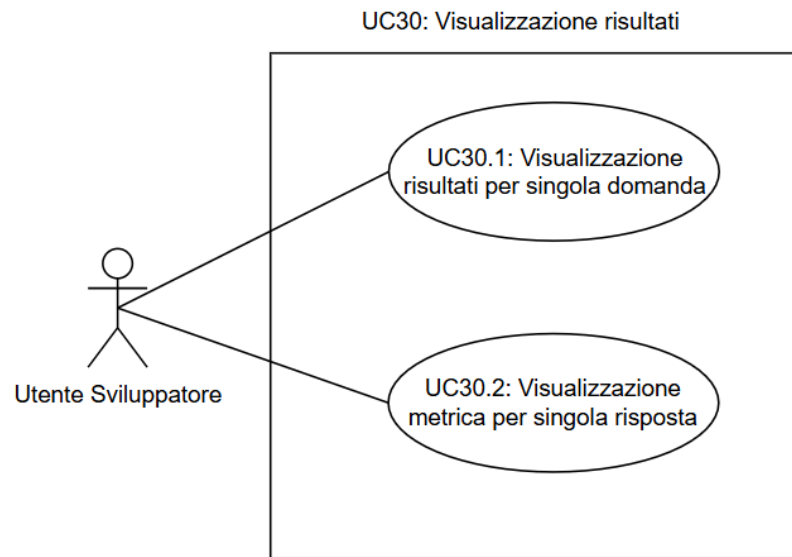 UC30: Visualizzazione risultati
UC30.1: Visualizzazione
risultati per singola domanda
Utente Sviluppatore
UC30.2: Visualizzazione
metrica per singola risposta